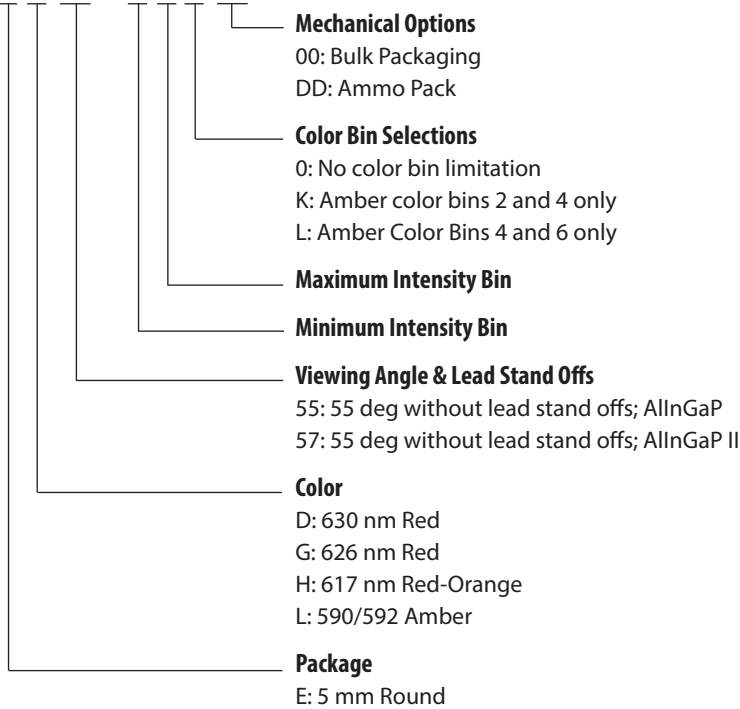 Mechanical Options
00: Bulk Packaging
DD: Ammo Pack
Color Bin Selections
0: No color bin limitation
K: Amber color bins 2 and 4 only
L: Amber Color Bins 4 and 6 only
Maximum Intensity Bin
Minimum Intensity Bin
Viewing Angle & Lead Stand Offs
55: 55 deg without lead stand offs; AlInGaP
57: 55 deg without lead stand offs; AlInGaP II
Color
D: 630 nm Red
G: 626 nm Red
H: 617 nm Red-Orange
L: 590/592 Amber
Package
E: 5 mm Round